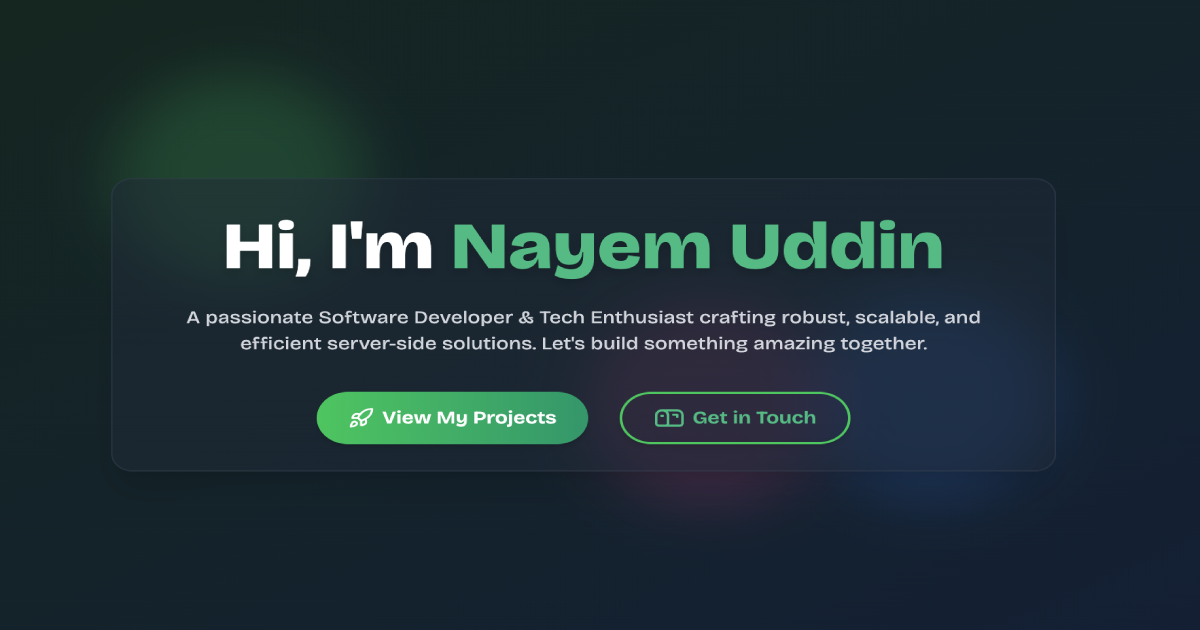 Hi, I'm Nayem Uddin
A passionate Software Developer & Tech Enthusiast crafting robust, scalable, and
efficient server-side solutions. Let's build something amazing together.
View My Projects
Get in Touch